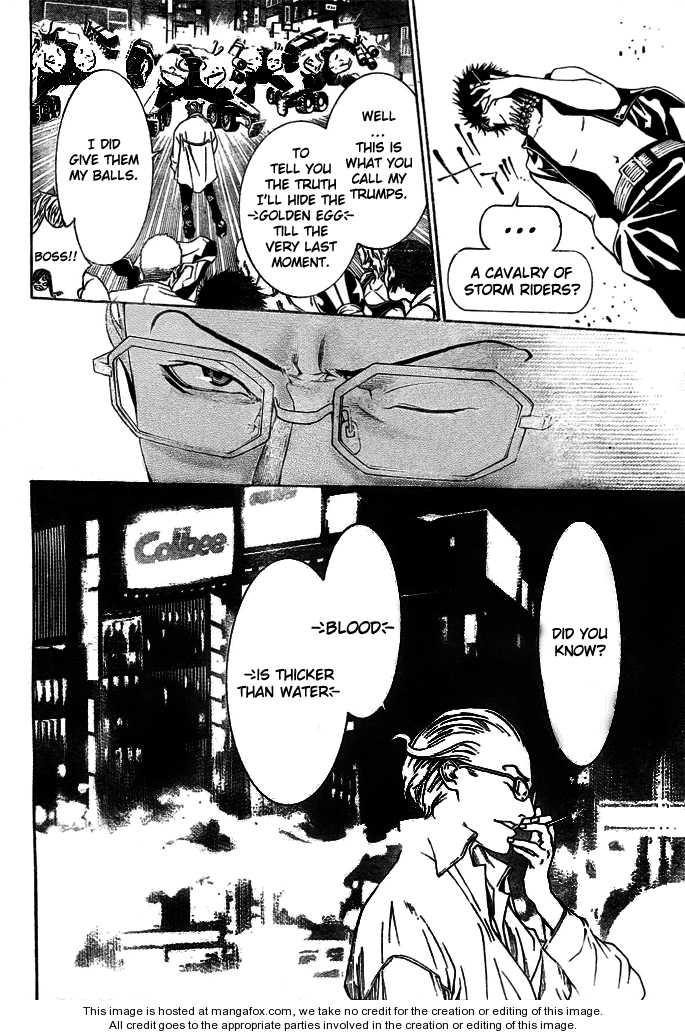 ...
A CAVALRY OF
STORM RIDERS?
WELL
...
THIS IS
WHAT YOU
CALL MY
TRUMPS.
TO
TELL YOU
THE TRUTH
I'LL HIDE THE
GOLDEN EGG
TILL THE
VERY LAST
MOMENT.
I DID
GIVE THEM
MY BALLS.
BOSS!!
DID YOU
KNOW?
BLOOD
IS THICKER
THAN WATER
Colbee
This image is hosted at mangafox.com, we take no credit for the creation or editing of this image.
All credit goes to the appropriate parties involved in the creation or editing of this image.